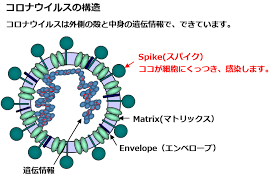 コロナウイルスの構造
コロナウイルスは外側の殻と中身の遺伝情報で、できています。
Spike(スパイク)
ココが細胞にくっつき、感染します。
Matrix(マトリックス)
Envelope(エンベロープ)
遺伝情報